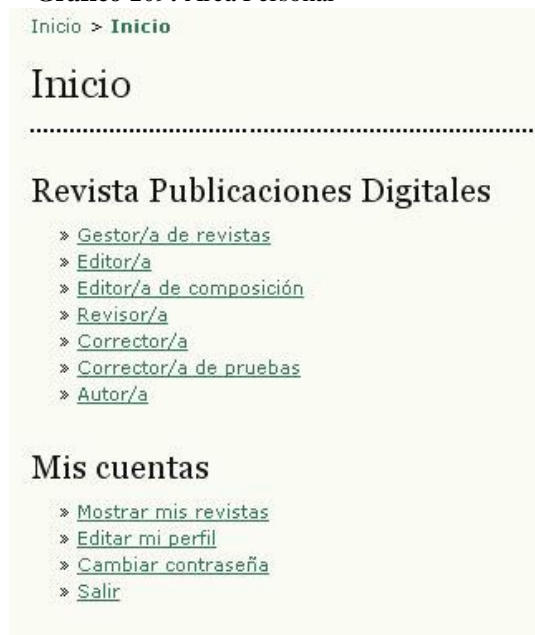 Inicio > Inicio
Inicio
Revista Publicaciones Digitales
» Gestor/a de revistas
» Editor/a
» Editor/a de composición
» Revisor/a
» Corrector/a
» Corrector/a de pruebas
» Autor/a
Mis cuentas
» Mostrar mis revistas
» Editar mi perfil
» Cambiar contraseña
» Salir